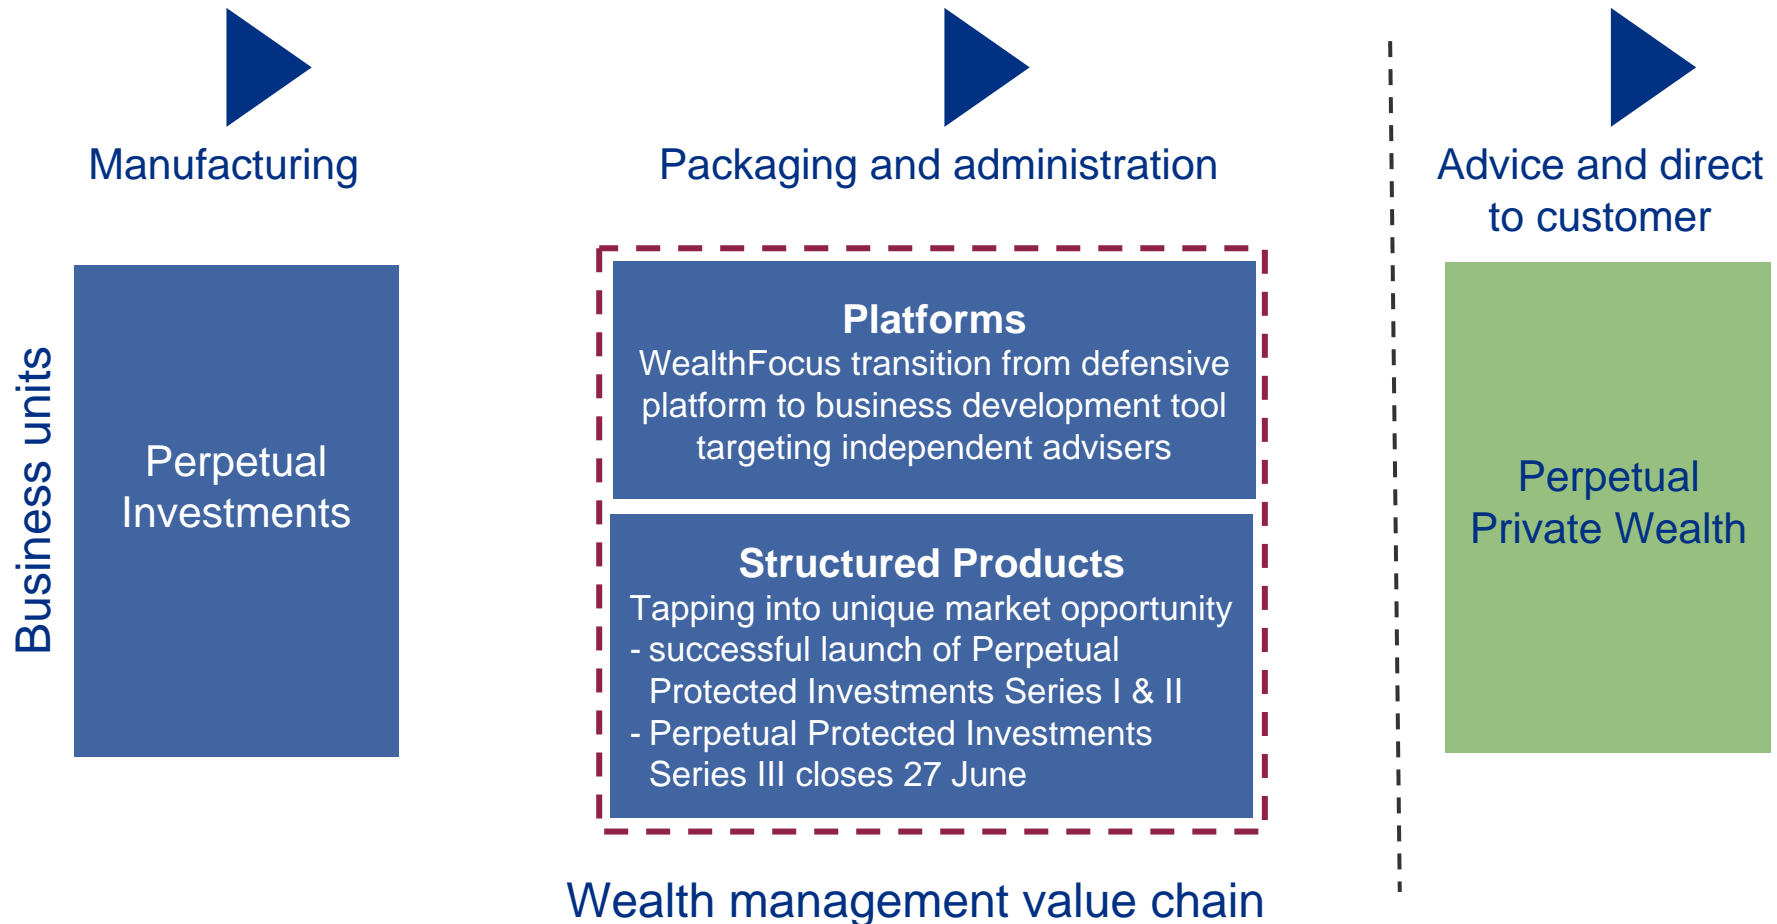 Manufacturing
Packaging and administration
Advice and direct
to customer
Business units
Perpetual
Investments
Platforms
WealthFocus transition from defensive
platform to business development tool
targeting independent advisers
Structured Products
Tapping into unique market opportunity
- successful launch of Perpetual
Protected Investments Series I & II
- Perpetual Protected Investments
Series III closes 27 June
Perpetual
Private Wealth
Wealth management value chain